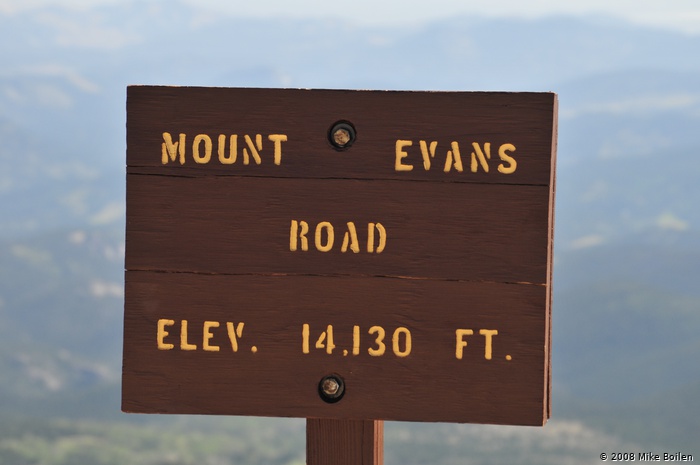 MOUNT EVANS
ROAD
ELEV. 14,130 FT.
© 2008 Mike Boilen